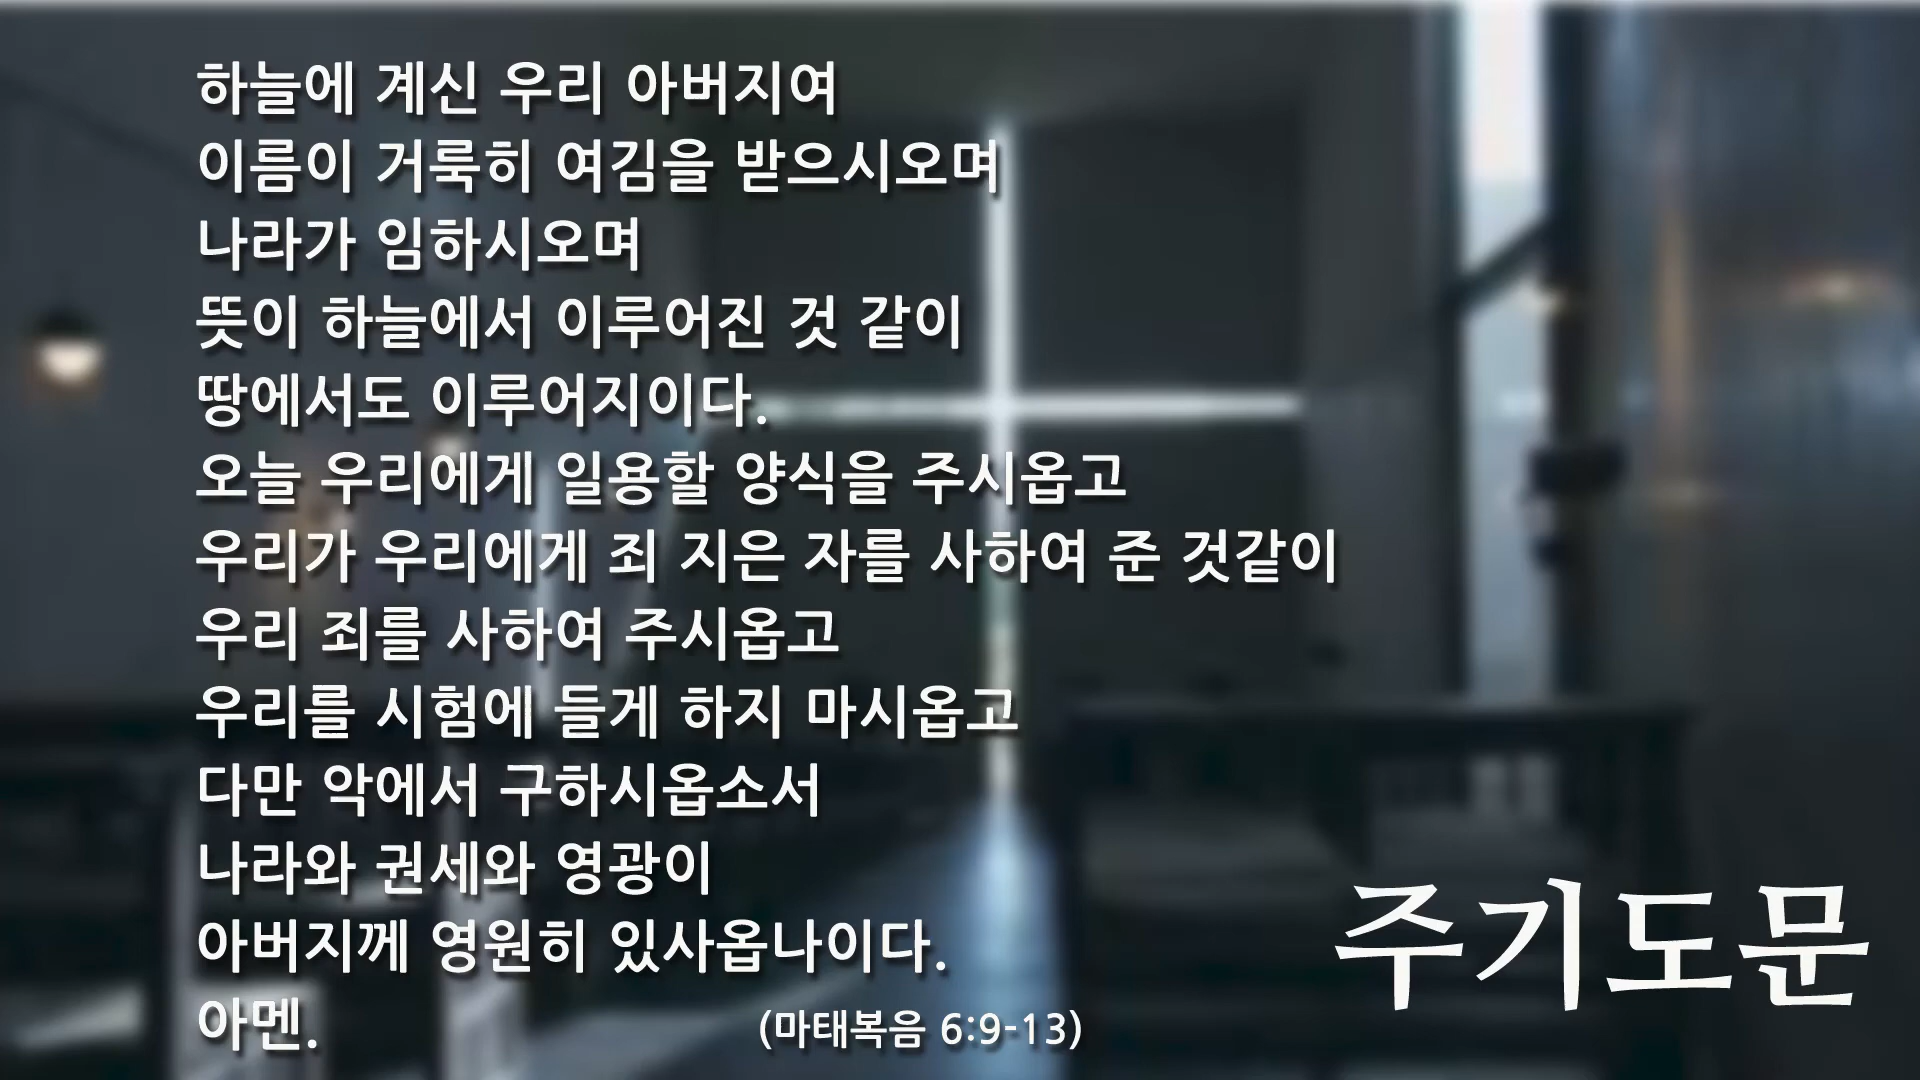 하늘에 계신 우리 아버지여
이름이 거룩히 여김을 받으시오며
나라가 임하시오며
뜻이 하늘에서 이루어진 것 같이
땅에서도 이루어지이다.
오늘 우리에게 일용할 양식을 주시옵고
우리가 우리에게 죄 지은 자를 사하여 준 것같이
우리 죄를 사하여 주시옵고
우리를 시험에 들게 하지 마시옵고
다만 악에서 구하시옵소서
나라와 권세와 영광이
아버지께 영원히 있사옵나이다.
아멘. (마태복음 6:9-13)
주기도문